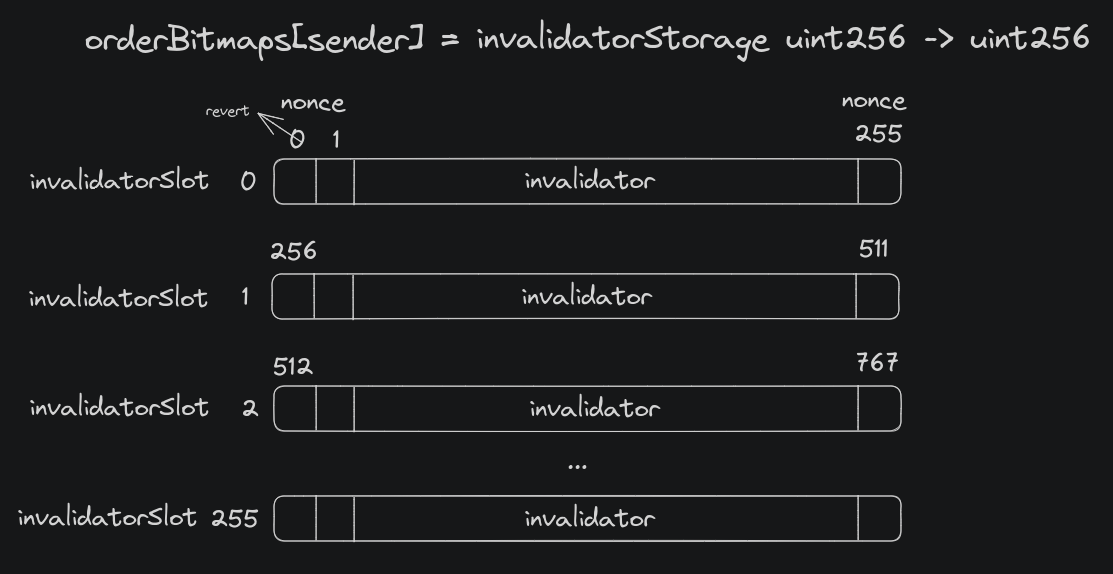 orderBitmaps[sender] = invalidatorStorage uint256 -> uint256
revert nonce nonce
0 1 255
invalidatorSlot 0 invalidator
256 511
invalidatorSlot 1 invalidator
512 767
invalidatorSlot 2 invalidator
...
invalidatorSlot 255 invalidator